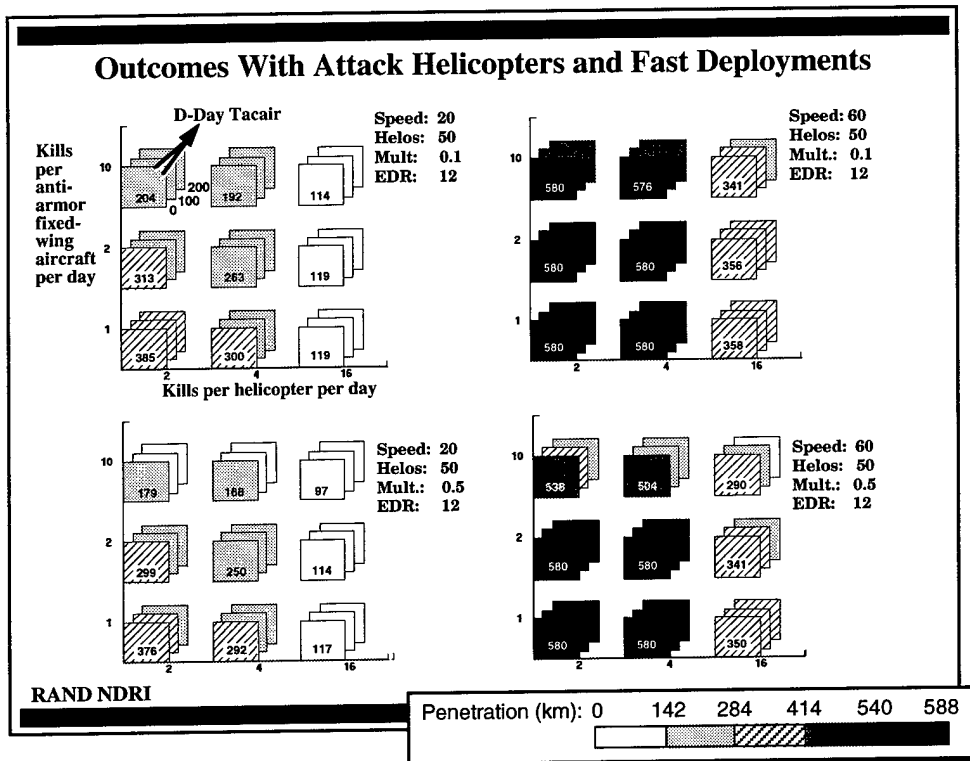 Outcomes With Attack Helicopters and Fast Deployments
D-Day Tacair
Kills
per
anti-
armor
fixed-
wing
aircraft
per day
10
204
0
100
200
192
114
Speed: 20
Helos: 50
Mult: 0.1
EDR: 12
2
313
263
119
1
385
300
119
2
4
16
Kills per helicopter per day
10
580
576
341
Speed: 60
Helos: 50
Mult.: 0.1
EDR: 12
2
580
580
356
1
580
580
358
2
4
16
10
179
168
97
Speed: 20
Helos: 50
Mult.: 0.5
EDR: 12
2
299
250
114
1
376
292
117
2
4
16
10
538
504
290
Speed: 60
Helos: 50
Mult.: 0.5
EDR: 12
2
580
580
341
1
580
580
350
2
4
16
RAND NDRI
Penetration (km): 0 142 284 414 540 588